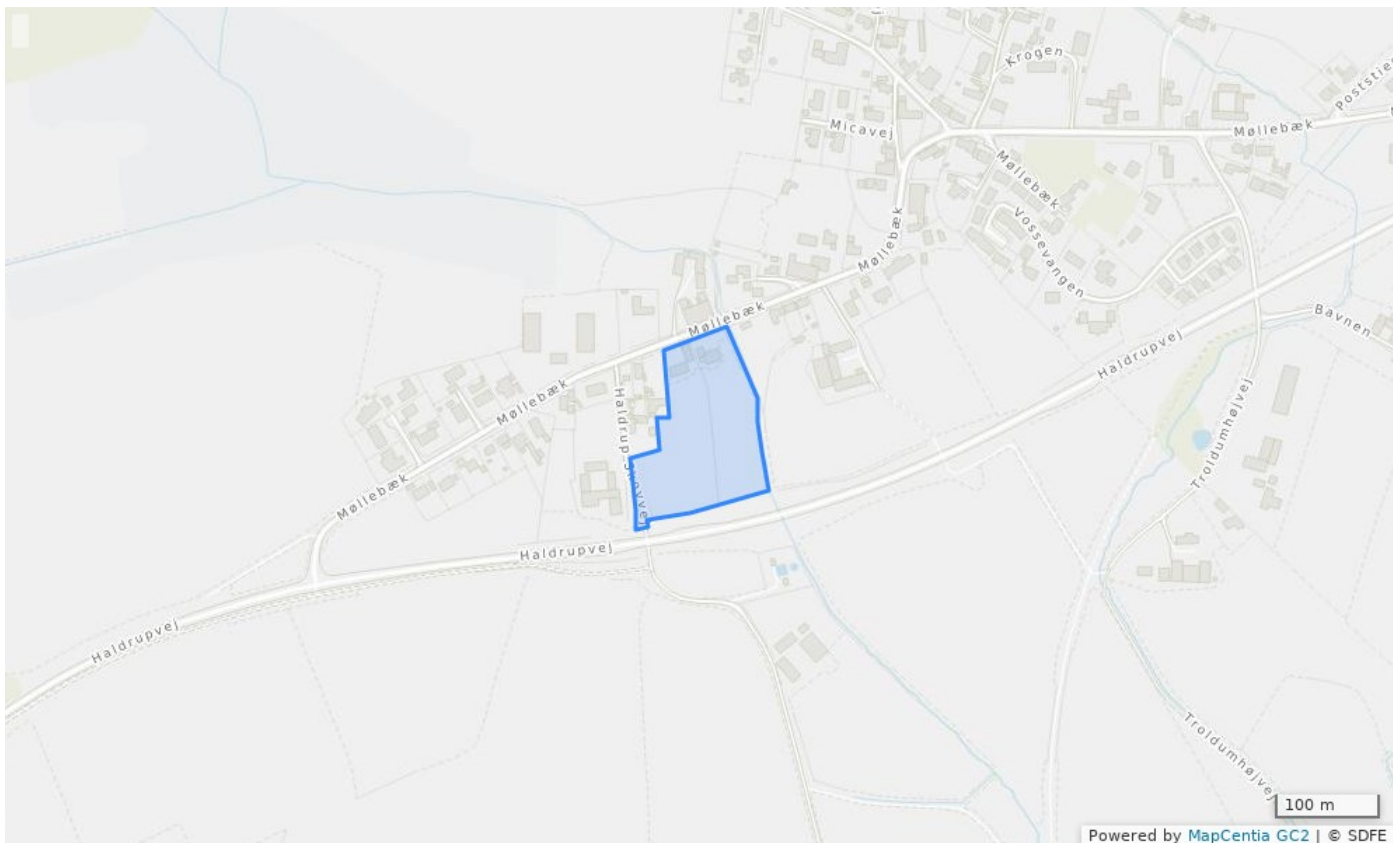 Krogen
Poststien
Micavej
Møllebæk
Møllebæk
Møllebæk
Vossevangen
Møllebæk
Bavnen
Haldrupvej
Møllebæk
Haldrup Skovvej
Troldumhøjvej
Møllebæk
Haldrupvej
Haldrupvej
Troldumhøjvej
100 m
Powered by MapCentia GC2 | © SDFE